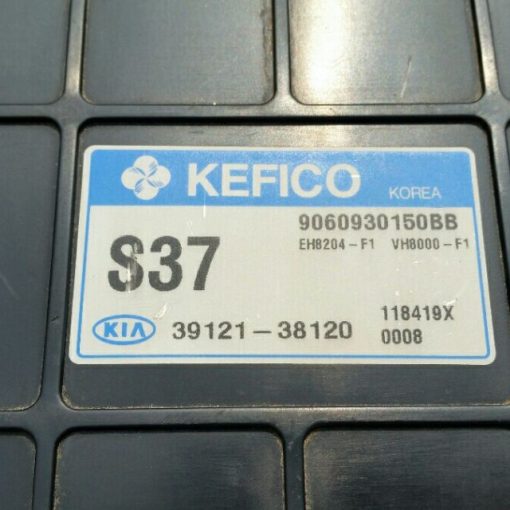 KEFICO KOREA
9060930150BB
EH8204-F1 VH8000-F1
S37
118419X
KIA 39121-38120
0008